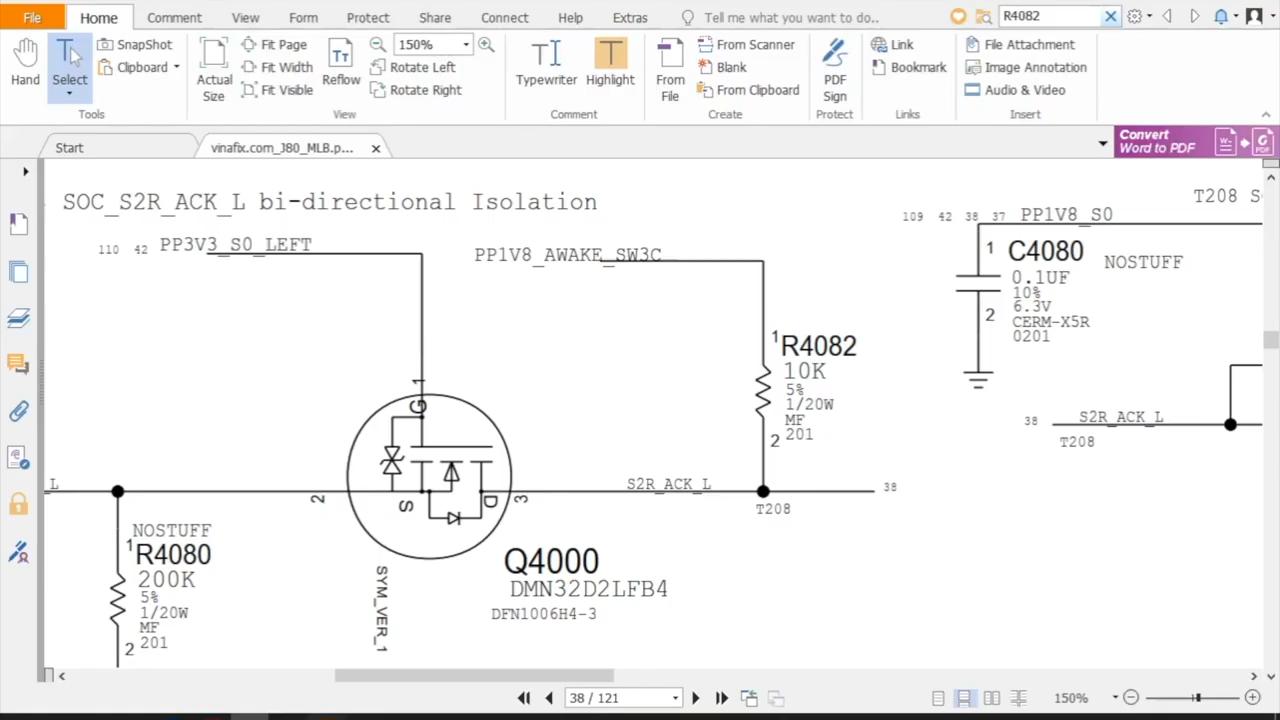 File Home Comment View Form Protect Share Connect Help Extras Tell me what you want to do.. R4082
Hand
Select
SnapShot
Clipboard
Tools
Actual Size
Fit Page
Fit Width
Fit Visible
Reflow
150%
Rotate Left
Rotate Right
View
Typewriter
Highlight
Comment
From File
From Scanner
Blank
From Clipboard
Create
PDF Sign
Protect
Link
Bookmark
Links
File Attachment
Image Annotation
Audio & Video
Insert
Start
vinafix.com_J80_MLB.p...
Convert
Word to PDF
SOC_S2R_ACK_L bi-directional Isolation
110 42 PP3V3_S0_LEFT
PP1V8_AWAKE_SW3C
T208 S
109 42 38 37 PP1V8_S0
1
C4080
NOSTUFF
0.1UF
10%
6.3V
CERM-X5R
0201
2
1
R4082
10K
5%
1/20W
MF
201
2
1
G
S
D
2
3
_L
S2R_ACK_L
38
T208
38
S2R_ACK_L
T208
NOSTUFF
1
R4080
200K
5%
1/20W
MF
201
2
Q4000
DMN32D2LFB4
DFN1006H4-3
SYM_VER_1
38 / 121
150%